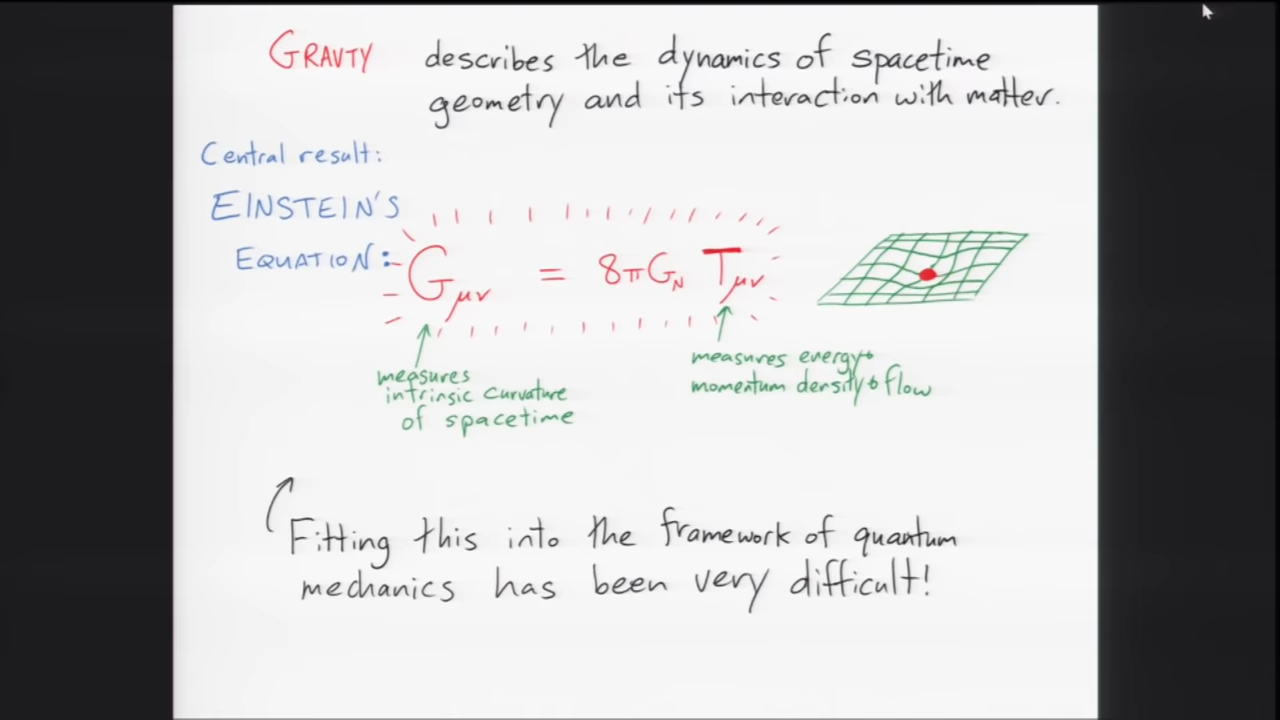 GRAVTY describes the dynamics of spacetime
geometry and its interaction with matter.
Central result:
EINSTEIN'S
EQUATION:
Gμν = 8πG_N Tμν
measures
intrinsic curvature
of spacetime
measures energy +
momentum density + flow
Fitting this into the framework of quantum
mechanics has been very difficult!